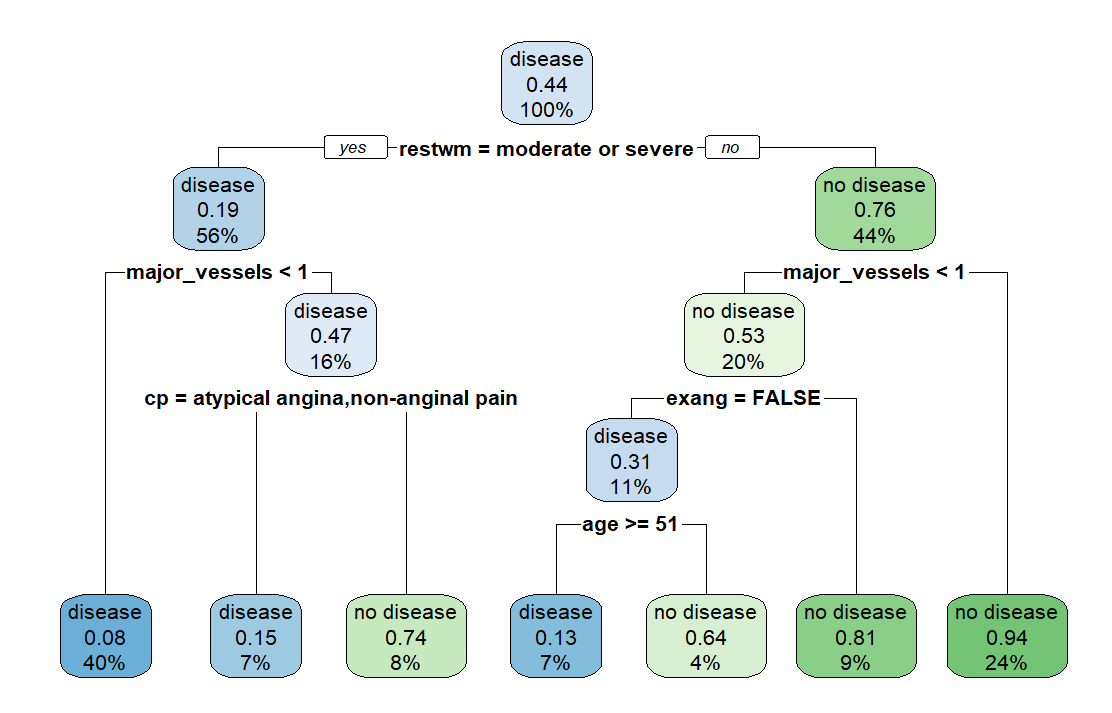 disease
0.44
100%
yes restwm = moderate or severe no
disease
0.19
56%
no disease
0.76
44%
major_vessels < 1
major_vessels < 1
disease
0.47
16%
no disease
0.53
20%
cp = atypical angina,non-anginal pain
exang = FALSE
disease
0.31
11%
age >= 51
disease
0.08
40%
disease
0.15
7%
no disease
0.74
8%
disease
0.13
7%
no disease
0.64
4%
no disease
0.81
9%
no disease
0.94
24%